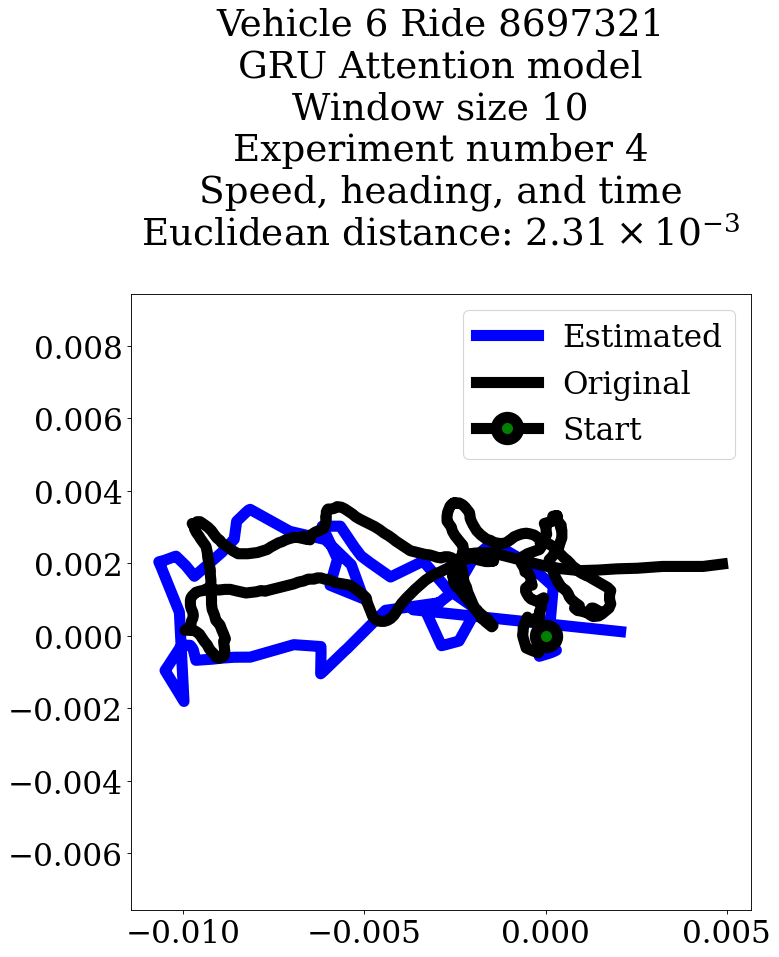 Vehicle 6 Ride 8697321
GRU Attention model
Window size 10
Experiment number 4
Speed, heading, and time
Euclidean distance: 2.31 × 10⁻³
Estimated
Original
Start
0.008
0.006
0.004
0.002
0.000
−0.002
−0.004
−0.006
−0.010 −0.005 0.000 0.005